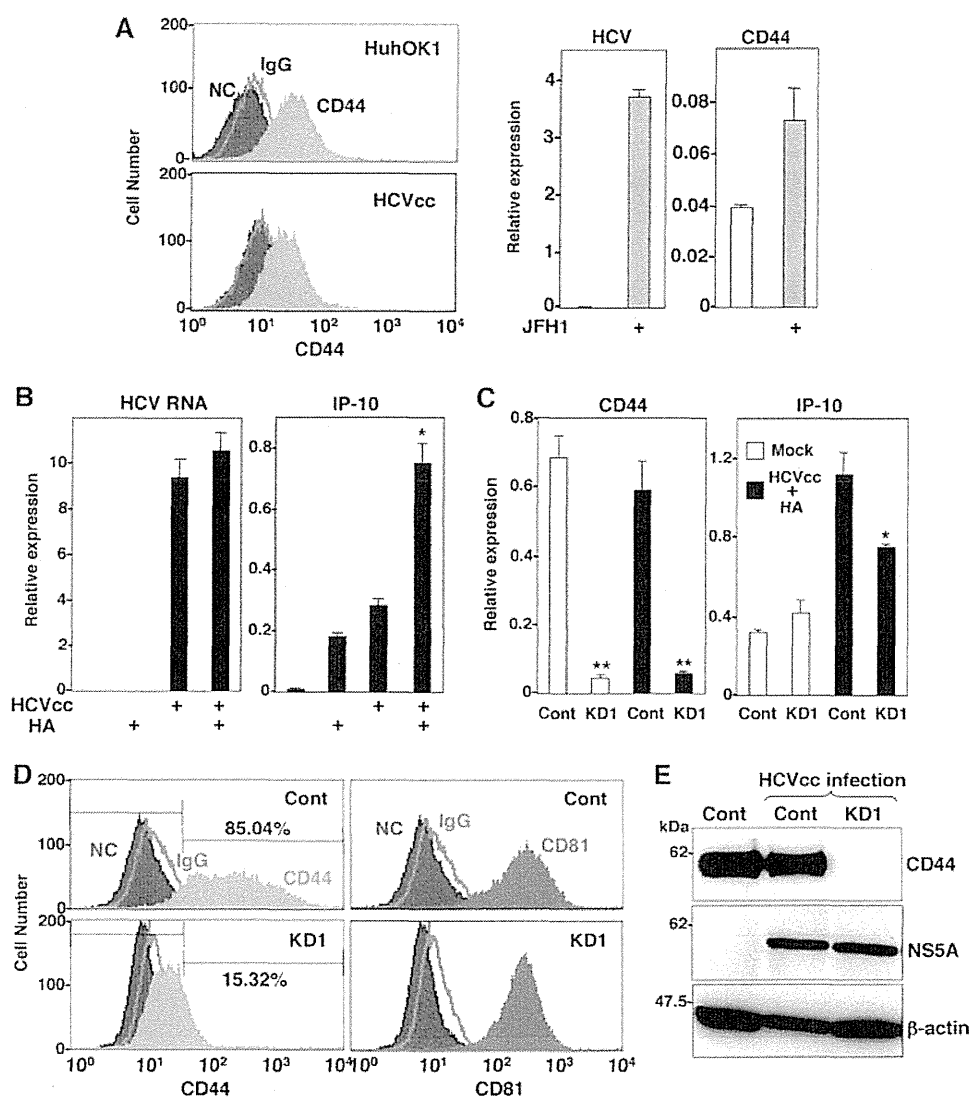 A
200
100
0
HuhOK1
NC
IgG
CD44
200
100
0
HCVcc
Cell Number
10⁰ 10¹ 10² 10³ 10⁴
CD44
HCV
4
3
2
1
0
Relative expression
JFH1 +
CD44
0.08
0.06
0.04
0.02
0
+
B
HCV RNA
10
8
6
4
2
0
Relative expression
IP-10
0.8
0.6
0.4
0.2
0
*
HCVcc + + + +
HA + + + +
C
CD44
0.8
0.6
0.4
0.2
0
Relative expression
** **
Cont KD1 Cont KD1
IP-10
Mock
HCVcc
+
HA
1.2
0.8
0.4
0
*
Cont KD1 Cont KD1
D
200
100
0
Cont
85.04%
NC
IgG
CD44
Cont
NC
IgG
CD81
200
100
0
KD1
15.32%
KD1
Cell Number
10⁰ 10¹ 10² 10³ 10⁴
CD44
10⁰ 10¹ 10² 10³ 10⁴
CD81
E
HCVcc infection
Cont Cont KD1
kDa
62
CD44
62
NS5A
47.5
β-actin